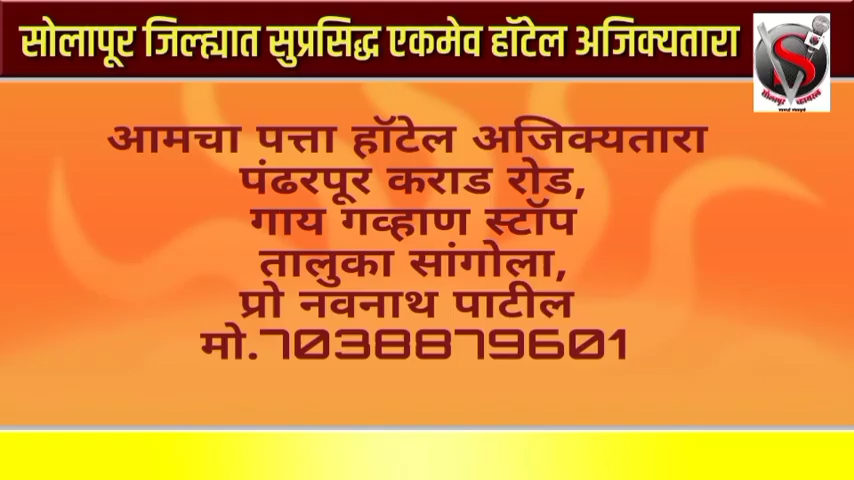 सोलापूर जिल्ह्यात सुप्रसिद्ध एकमेव हॉटेल अजिक्यतारा
आमचा पत्ता हॉटेल अजिक्यतारा
पंढरपूर कराड रोड,
गाय गव्हाण स्टॉप
तालुका सांगोला,
प्रो नवनाथ पाटील
मो.7038879601